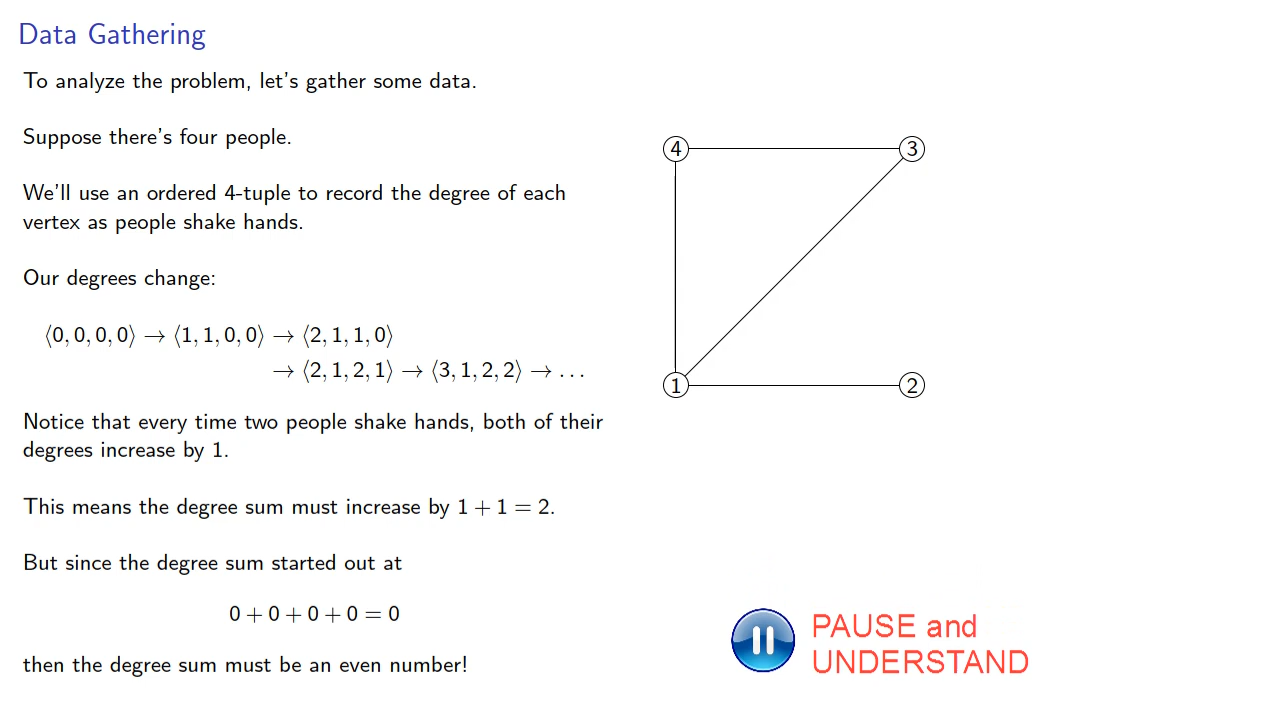 Data Gathering
To analyze the problem, let's gather some data.
Suppose there's four people.
We'll use an ordered 4-tuple to record the degree of each
vertex as people shake hands.
Our degrees change:
⟨0, 0, 0, 0⟩ → ⟨1, 1, 0, 0⟩ → ⟨2, 1, 1, 0⟩
→ ⟨2, 1, 2, 1⟩ → ⟨3, 1, 2, 2⟩ → . . .
Notice that every time two people shake hands, both of their
degrees increase by 1.
This means the degree sum must increase by 1 + 1 = 2.
But since the degree sum started out at
0 + 0 + 0 + 0 = 0
then the degree sum must be an even number!
4 3
1 2
PAUSE and
UNDERSTAND